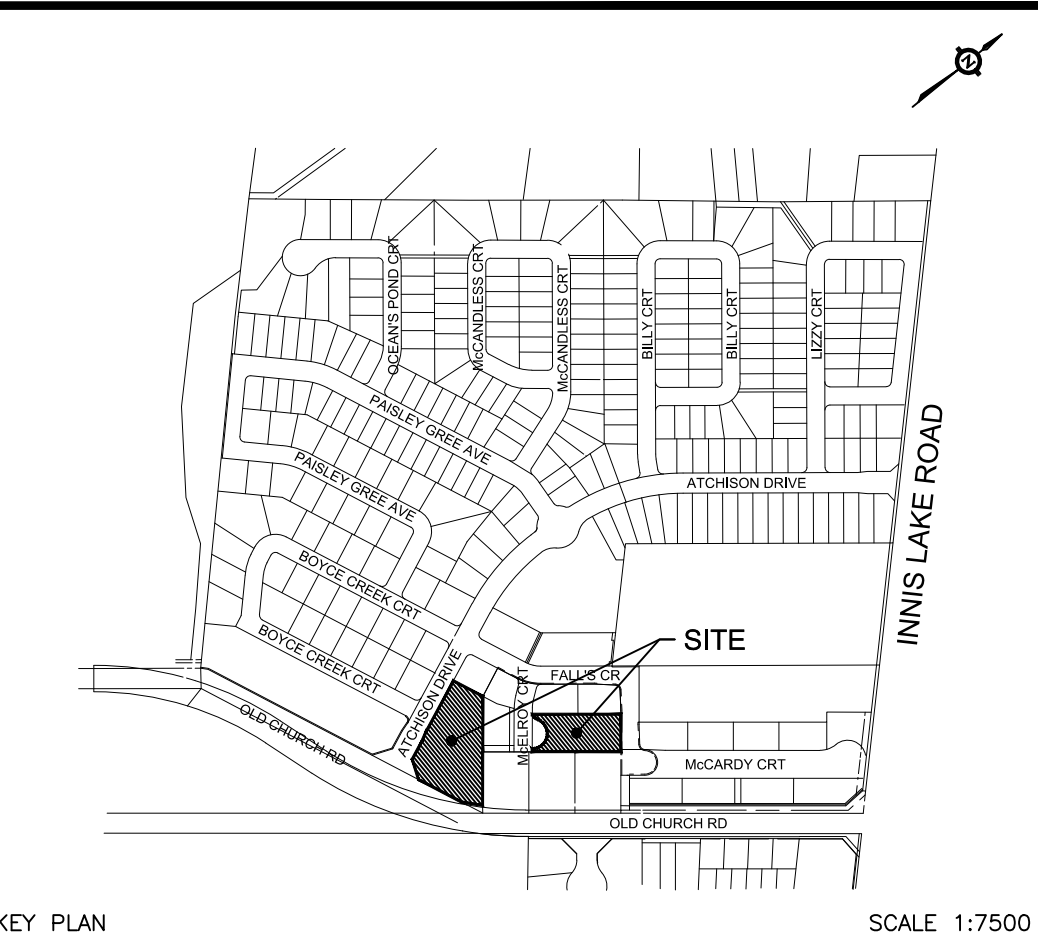 N
OCEAN'S POND CRT
McCANDLESS CRT
McCANDLESS CRT
BILLY CRT
BILLY CRT
LIZZY CRT
PAISLEY GREE AVE
PAISLEY GREE AVE
ATCHISON DRIVE
INNIS LAKE ROAD
BOYCE CREEK CRT
BOYCE CREEK CRT
ATCHISON DRIVE
SITE
FALL'S CR
McELROY CRT
OLD CHURCH RD
McCARDY CRT
OLD CHURCH RD
KEY PLAN
SCALE 1:7500